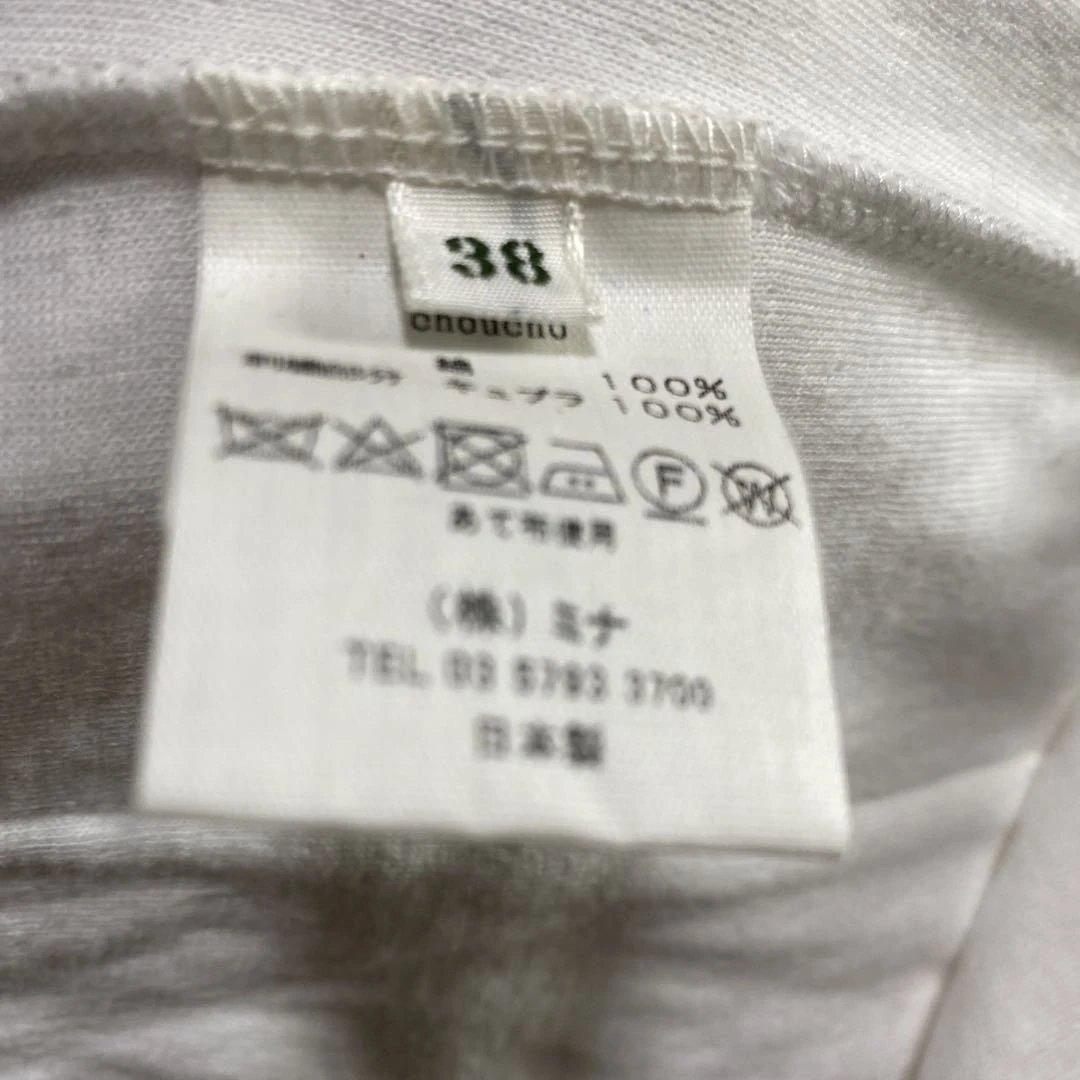 38
choucho
綿 100%
キュプラ 100%
F
W
あて布使用
(株) ミナ
TEL 03 5793 3700
日本製